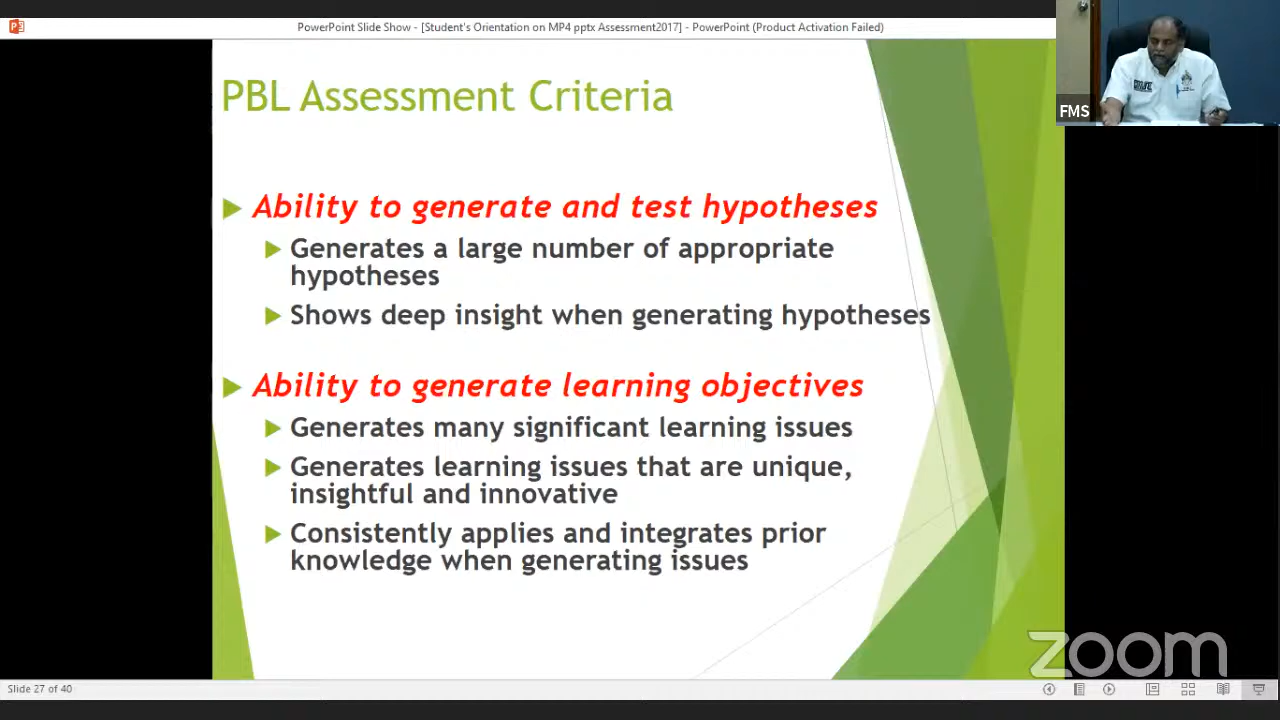 PowerPoint Slide Show - [Student's Orientation on MP4 pptx Assessment2017] - PowerPoint (Product Activation Failed)
FMS
PBL Assessment Criteria
Ability to generate and test hypotheses
Generates a large number of appropriate
hypotheses
Shows deep insight when generating hypotheses
Ability to generate learning objectives
Generates many significant learning issues
Generates learning issues that are unique,
insightful and innovative
Consistently applies and integrates prior
knowledge when generating issues
zoom
Slide 27 of 40